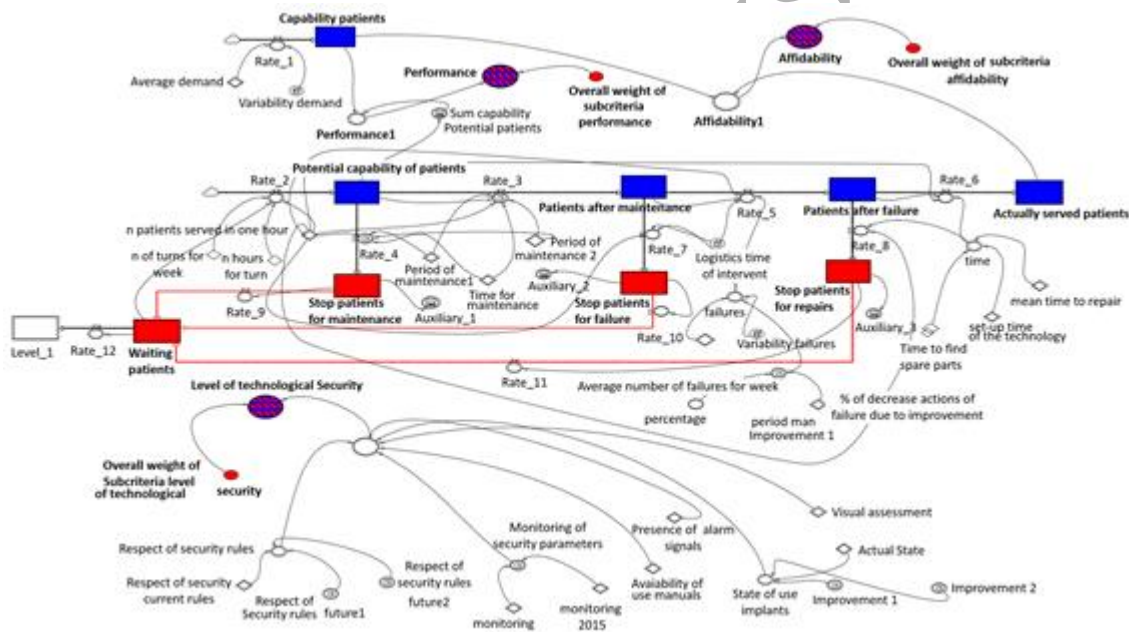 Capability patients
Rate_1
Average demand
Variability demand
Performance
Overall weight of
subcriteria
performance
Affidability
Overall weight of subcriteria
affidability
Performance1
Sum capability
Potential patients
Affidability1
Rate_2
Potential capability of patients
Rate_3
Patients after mainteitance
Rate_5
Patients after failure
Rate_6
Actually served patients
n patients served in one hour
n of turns for
week
n hours
for turn
Rate_4
Period of
maintenance1
Time for
maintenance
Period of
maintenance 2
Rate_7
Logistics time
of intervent
Rate_8
time
mean time to repair
Rate_9
Stop patients
for maintenance
Auxiliary_1
Auxiliary_2
Stop patients
for failure
Rate_10
failures
Variability failures
Stop patients
for repairs
Auxiliary_3
Time to find
spare parts
set-up time
of the technology
Level_1
Rate_12
Waiting
patients
Rate_11
Average number of failures for week
percentage
period man
Improvement 1
% of decrease actions of
failure due to improvement
Level of technological Security
Overall weight of
Subcriteria level
of technological
security
Respect of security rules
Respect of security
current rules
Respect of
Security rules
future1
Respect of
security rules
future2
Monitoring of
security parameters
monitoring
monitoring
2015
Presence of alarm
signals
Avaiability of
use manuals
Visual assessment
Actual State
State of use
implants
Improvement 1
Improvement 2